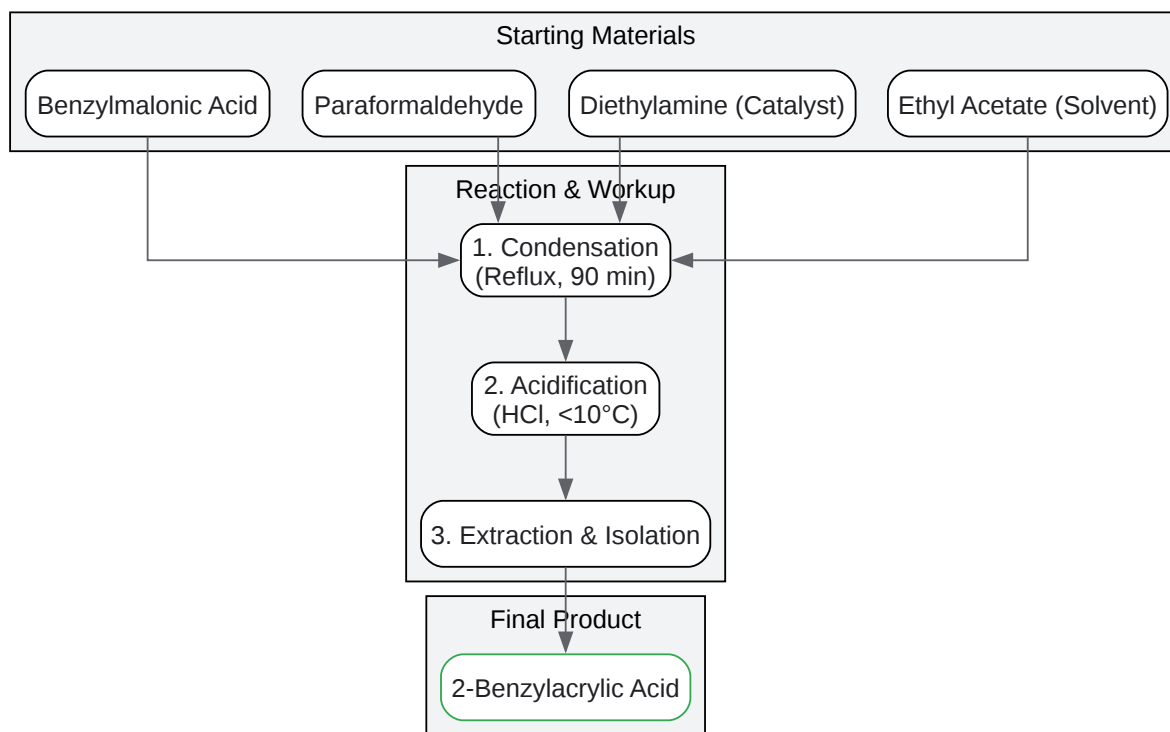 Starting Materials
Benzylmalonic Acid
Paraformaldehyde
Diethylamine (Catalyst)
Ethyl Acetate (Solvent)
Reaction & Workup
1. Condensation
(Reflux, 90 min)
2. Acidification
(HCl, <10°C)
3. Extraction & Isolation
Final Product
2-Benzylacrylic Acid